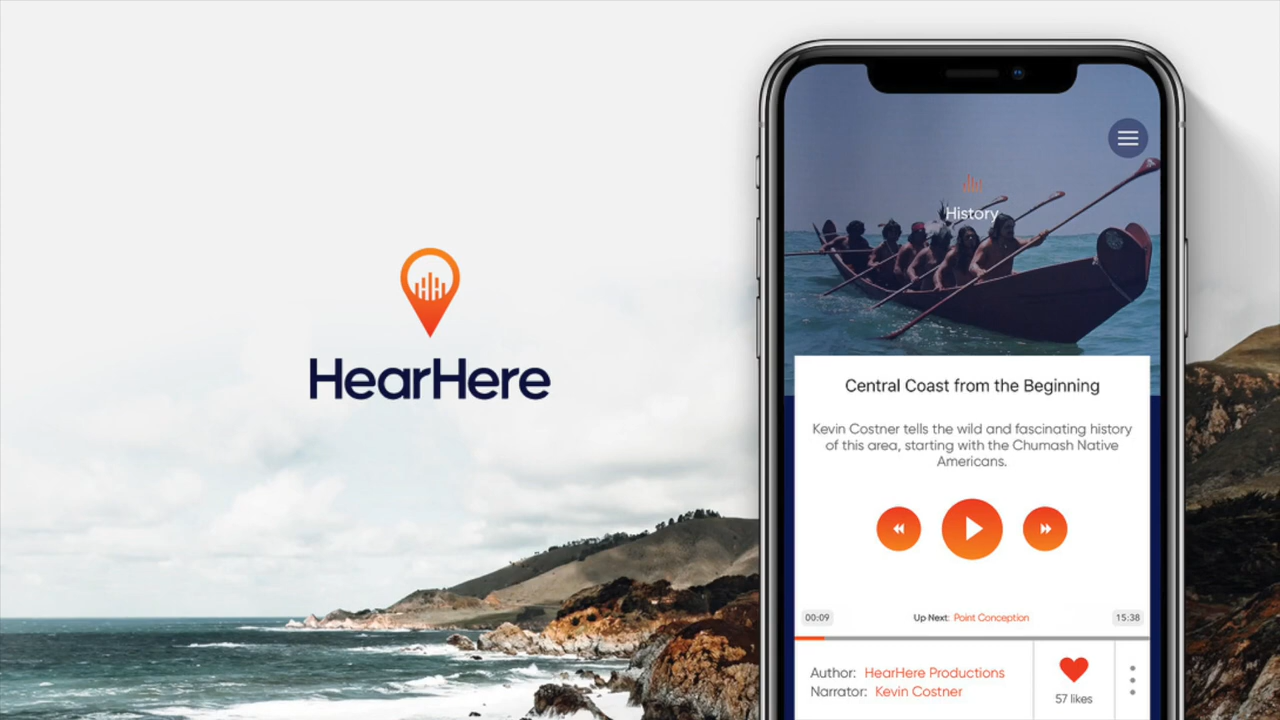 HearHere
History
Central Coast from the Beginning
Kevin Costner tells the wild and fascinating history
of this area, starting with the Chumash Native
Americans.
00:09
Up Next: Point Conception
15:38
Author: HearHere Productions
Narrator: Kevin Costner
57 likes